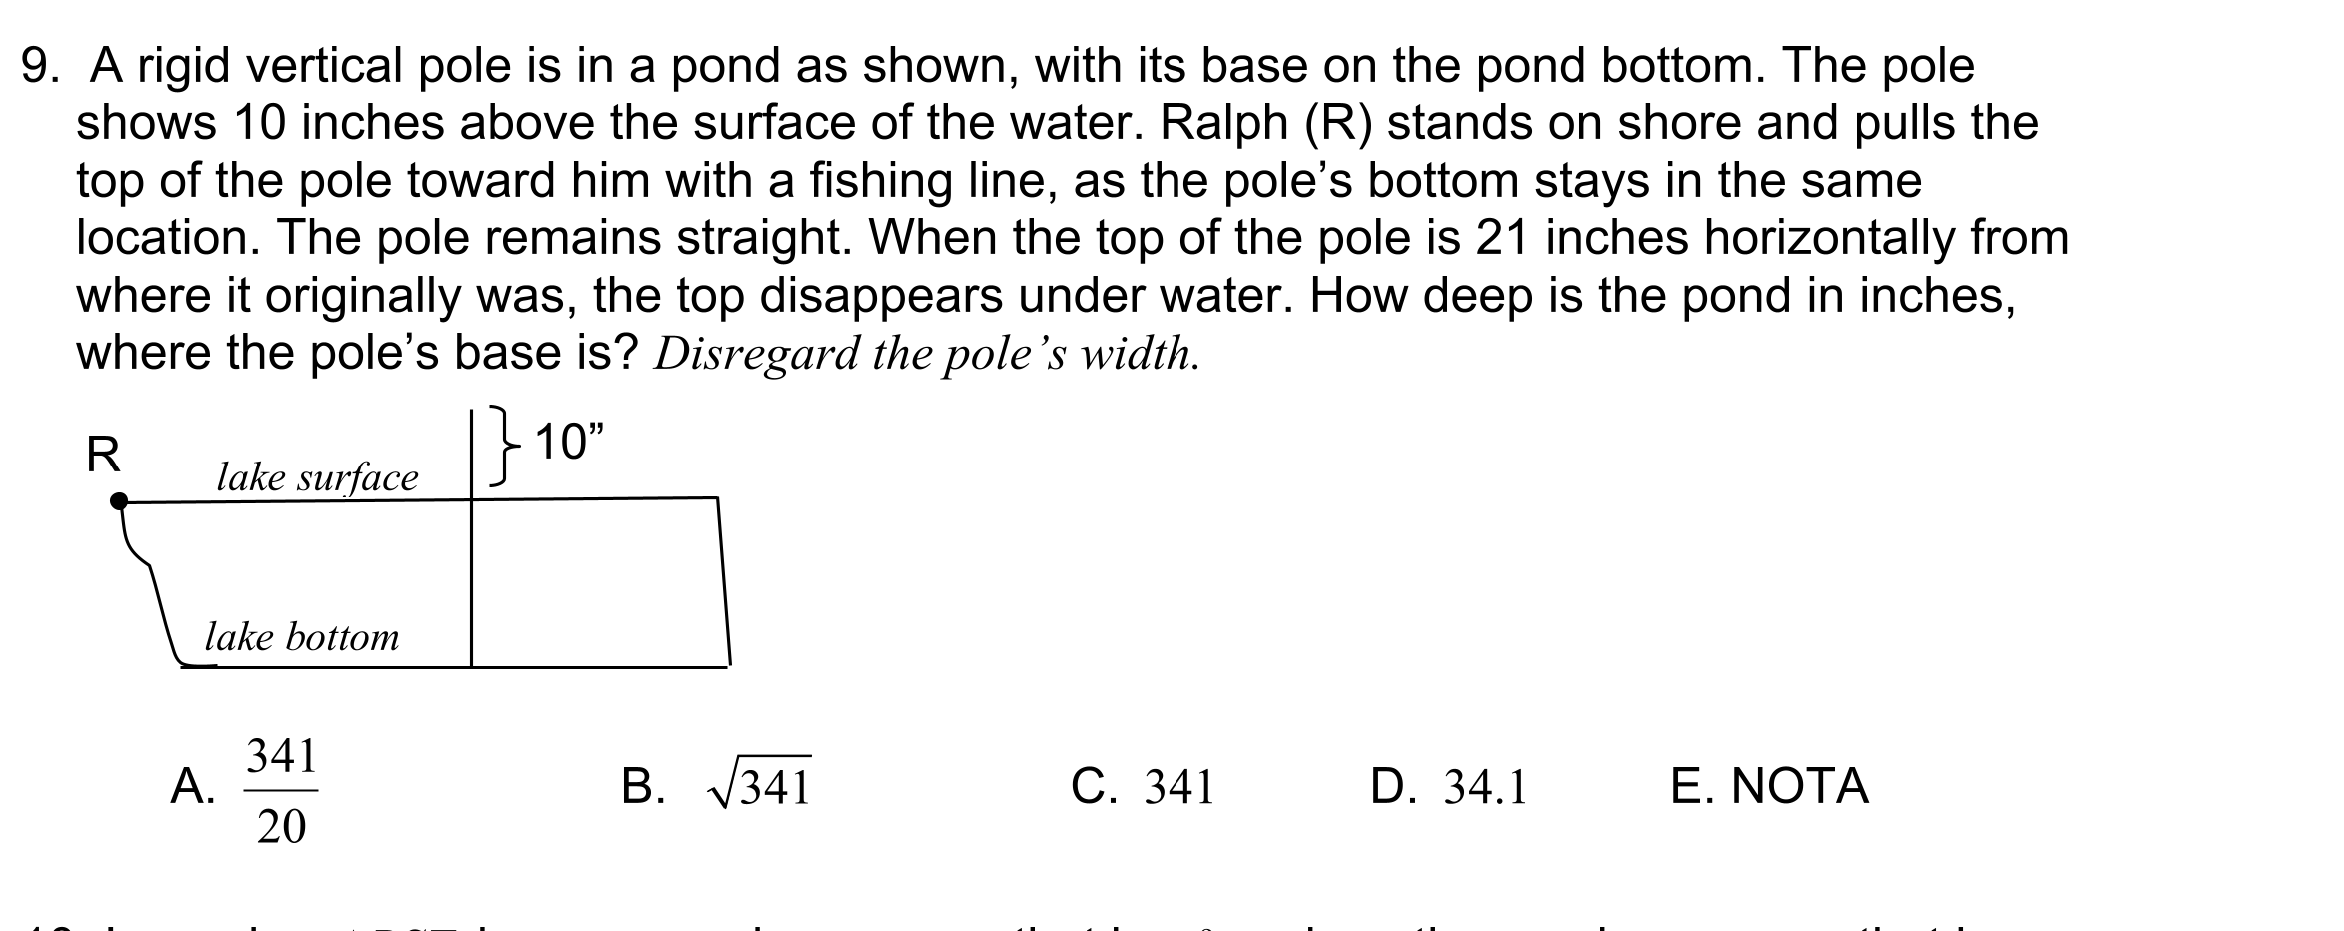 9. A rigid vertical pole is in a pond as shown, with its base on the pond bottom. The pole
shows 10 inches above the surface of the water. Ralph (R) stands on shore and pulls the
top of the pole toward him with a fishing line, as the pole’s bottom stays in the same
location. The pole remains straight. When the top of the pole is 21 inches horizontally from
where it originally was, the top disappears under water. How deep is the pond in inches,
where the pole’s base is? Disregard the pole’s width.
10”
R
lake surface
lake bottom
A. 341/20 B. √341 C. 341 D. 34.1 E. NOTA